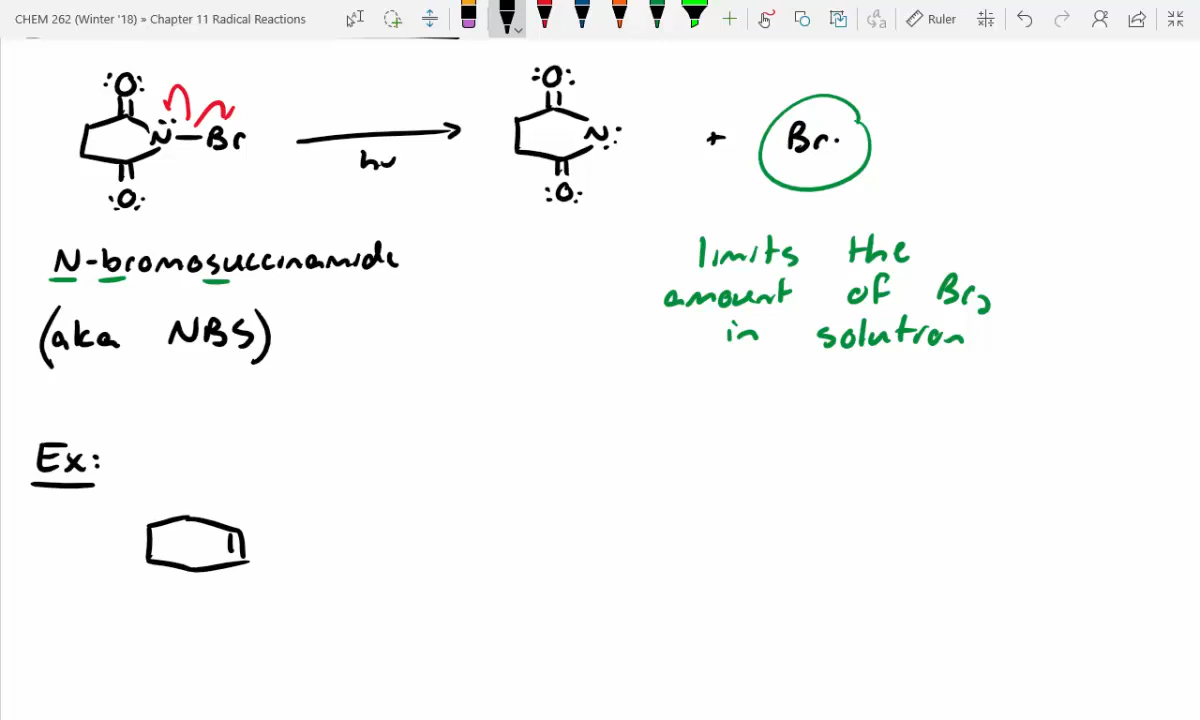 CHEM 262 (Winter '18) » Chapter 11 Radical Reactions
Ruler
:O:
:O:
N–Br
hν
N:
+ Br·
:O:
:O:
N-bromosuccinamide
(aka NBS)
limits the
amount of Br2
in solution
Ex: